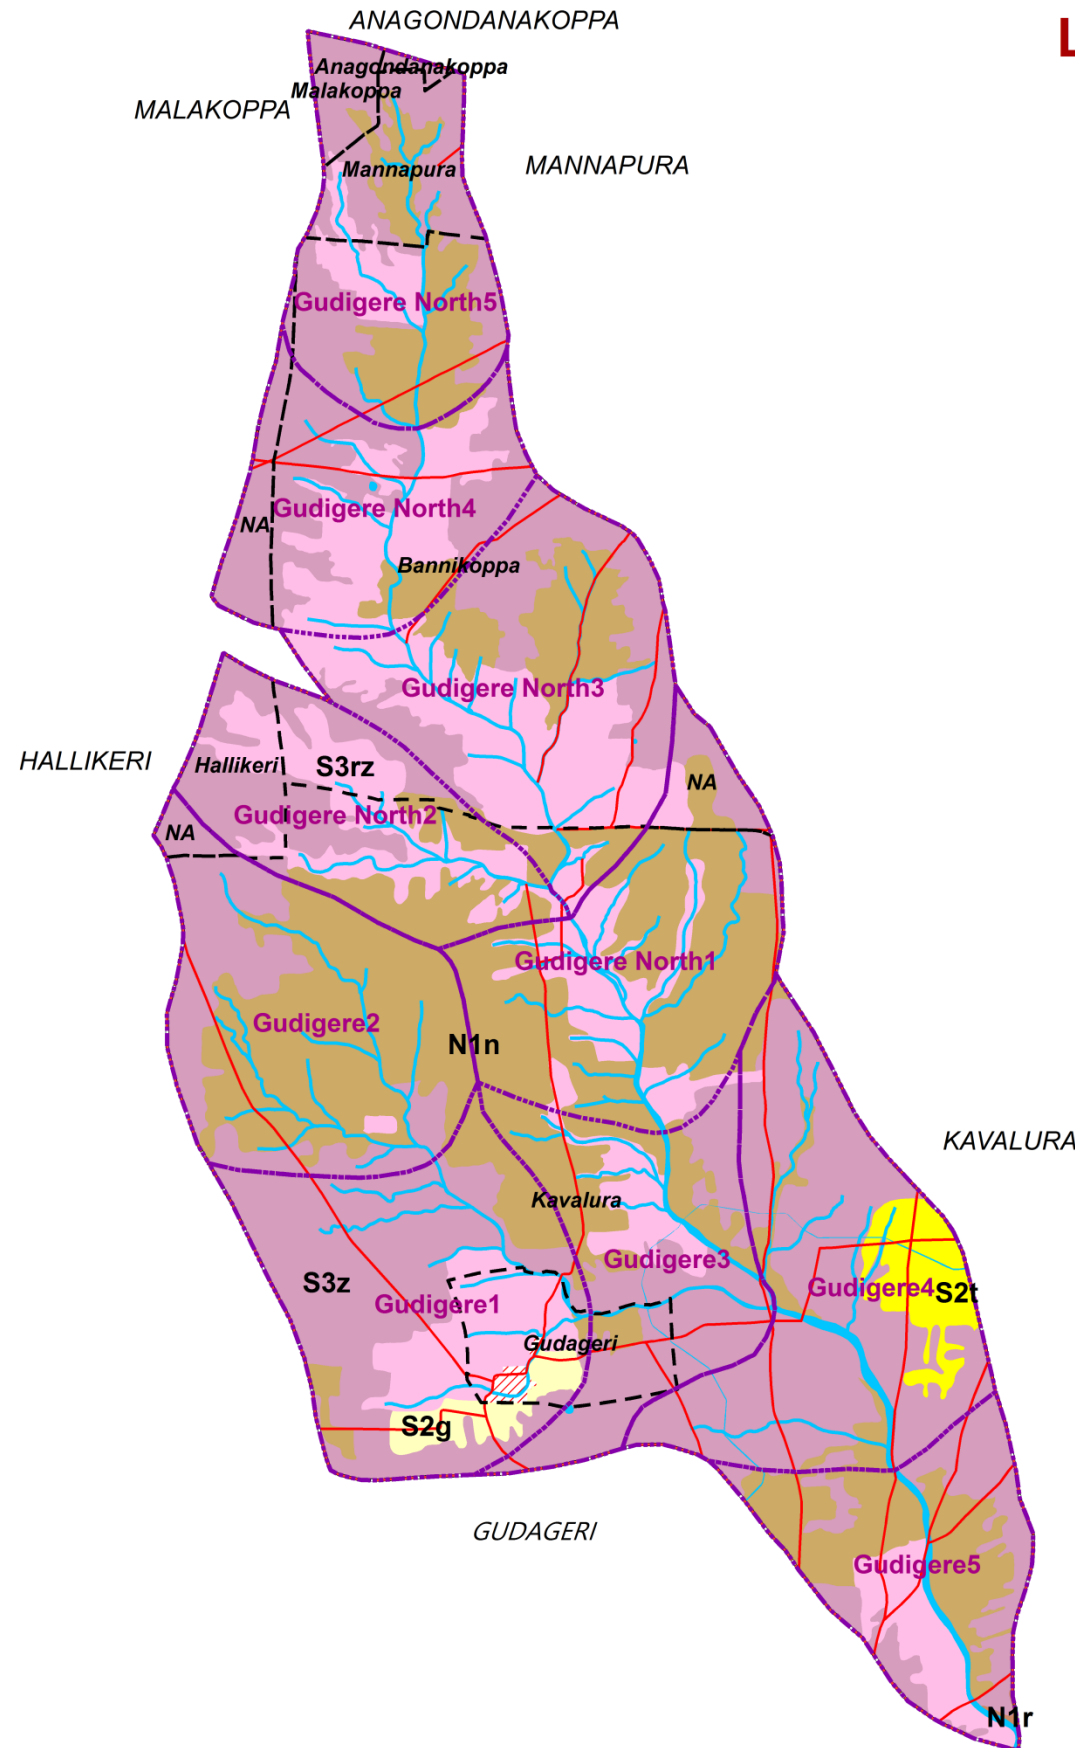 ANAGONDANAKOPPA
L
Anagondanakoppa
Malakoppa
MALAKOPPA
MANNAPURA
Mannapura
Gudigere North5
Gudigere North4
NA
Bannikoppa
Gudigere North3
HALLIKERI
Hallikeri
S3rz
NA
Gudigere North2
NA
Gudigere North1
Gudigere2
N1n
KAVALURA
Kavalura
Gudigere3
S3z
Gudigere4
S2t
Gudigere1
Gudageri
S2g
GUDAGERI
Gudigere5
N1r